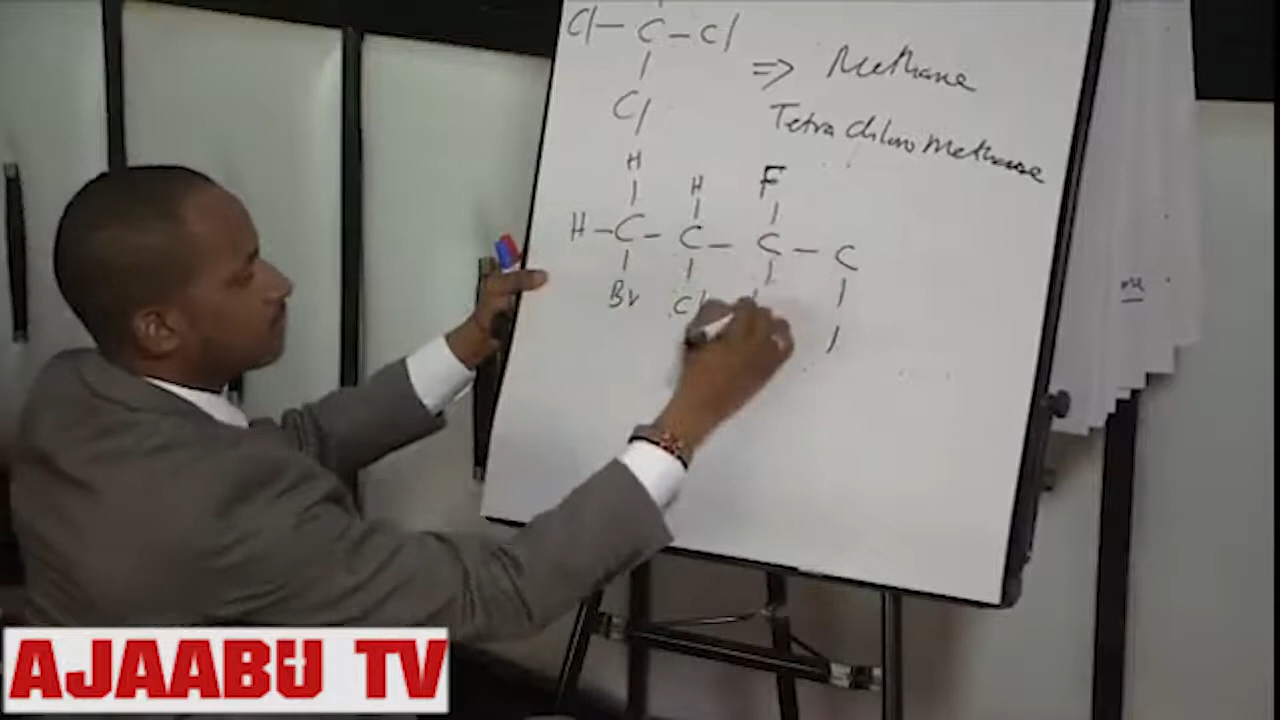 Cl – C – Cl
Cl
=> Methane
Tetra Chloro Methane
H H F
H – C – C – C – C
Br Cl
AJAABU TV